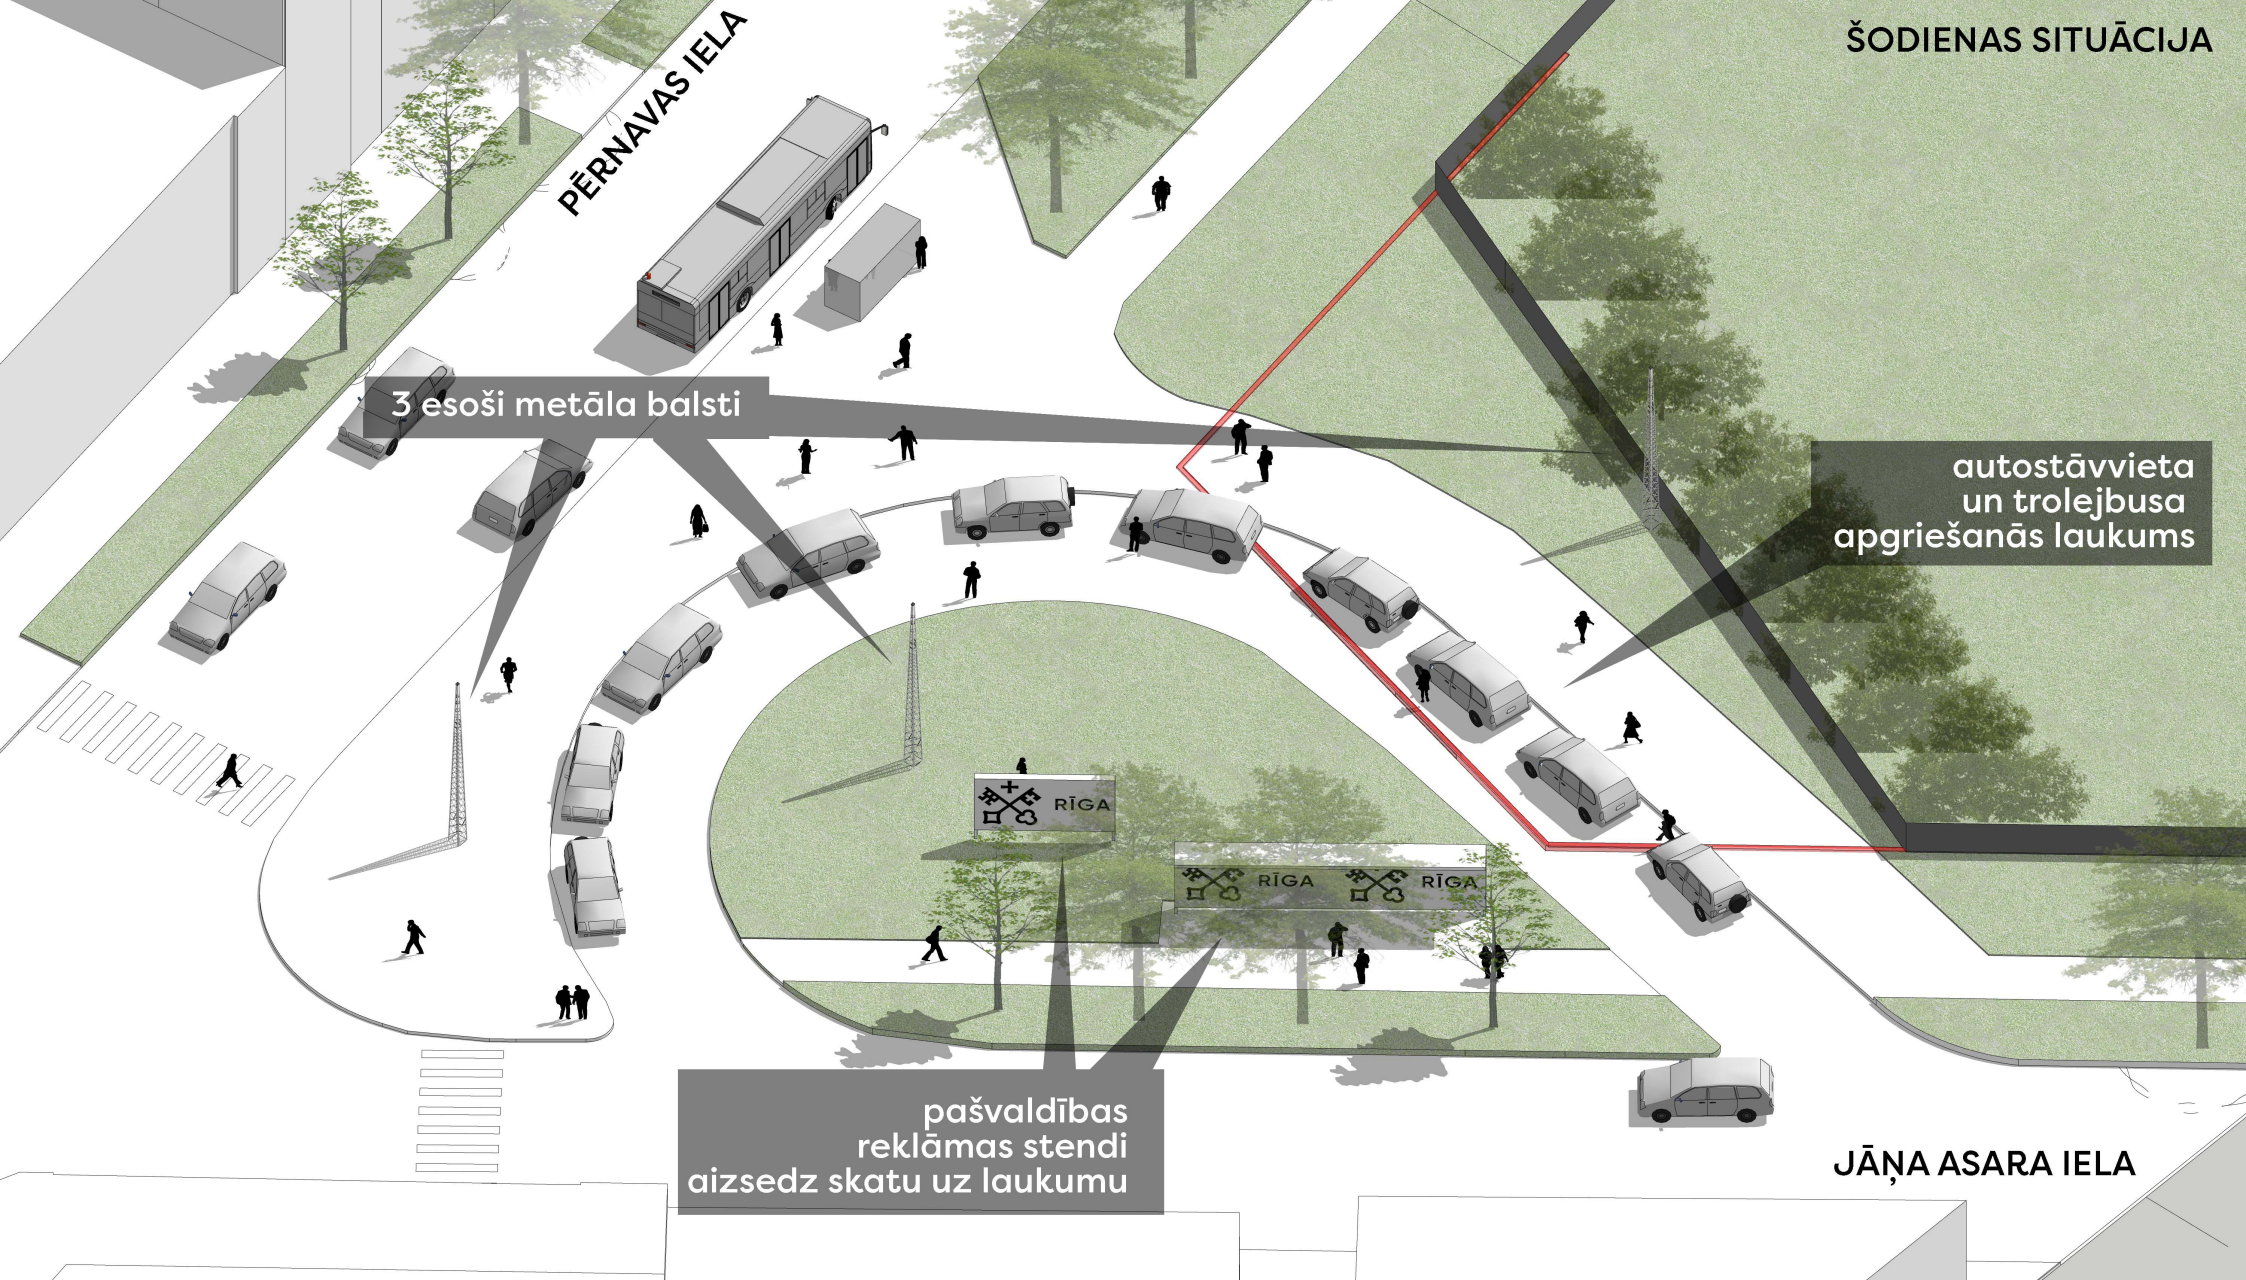 ŠODIENAS SITUĀCIJA
PĒRNAVAS IELA
3 esoši metāla balsti
autostāvvieta
un trolejbusa
apgriešanās laukums
RĪGA
RĪGA
RĪGA
pašvaldības
reklāmas stendi
aizsedz skatu uz laukumu
JĀŅA ASARA IELA